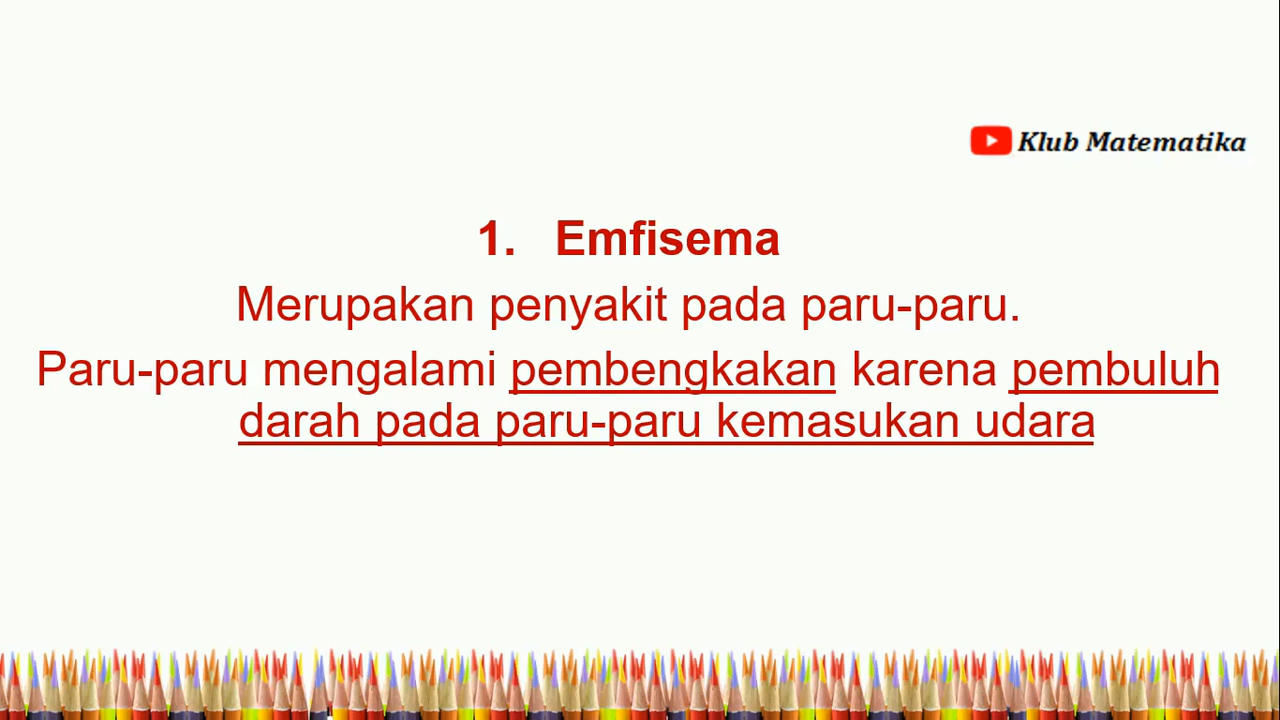 Klub Matematika
1. Emfisema
Merupakan penyakit pada paru-paru.
Paru-paru mengalami pembengkakan karena pembuluh
darah pada paru-paru kemasukan udara